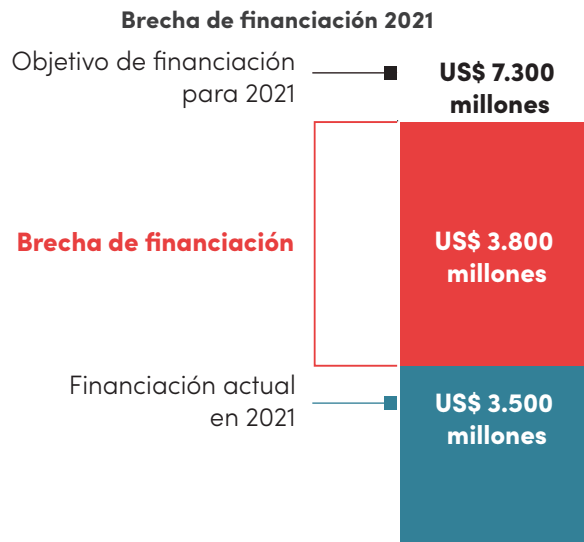 Brecha de financiación 2021
Objetivo de financiación
para 2021
US$ 7.300
millones
Brecha de financiación
US$ 3.800
millones
Financiación actual
en 2021
US$ 3.500
millones